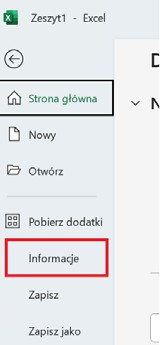 Zeszyt1 - Excel
Strona główna
Nowy
Otwórz
Pobierz dodatki
Informacje
Zapisz
Zapisz jako